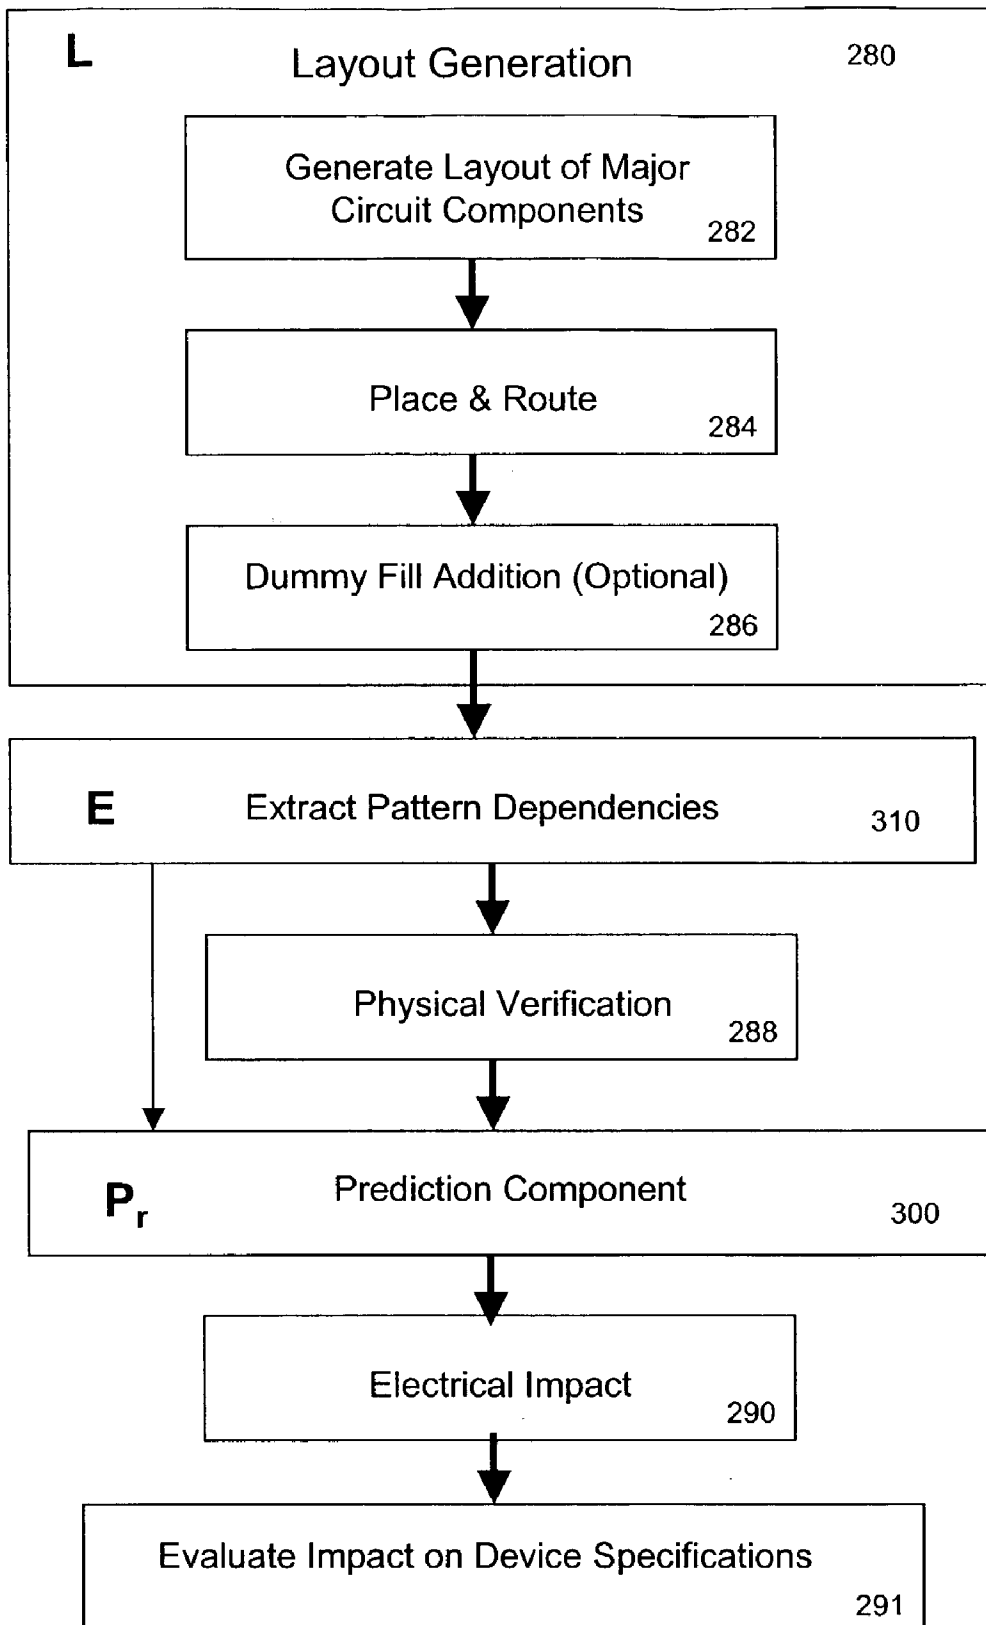 L
Layout Generation
280
Generate Layout of Major
Circuit Components
282
Place & Route
284
Dummy Fill Addition (Optional)
286
E
Extract Pattern Dependencies
310
Physical Verification
288
Pr
Prediction Component
300
Electrical Impact
290
Evaluate Impact on Device Specifications
291